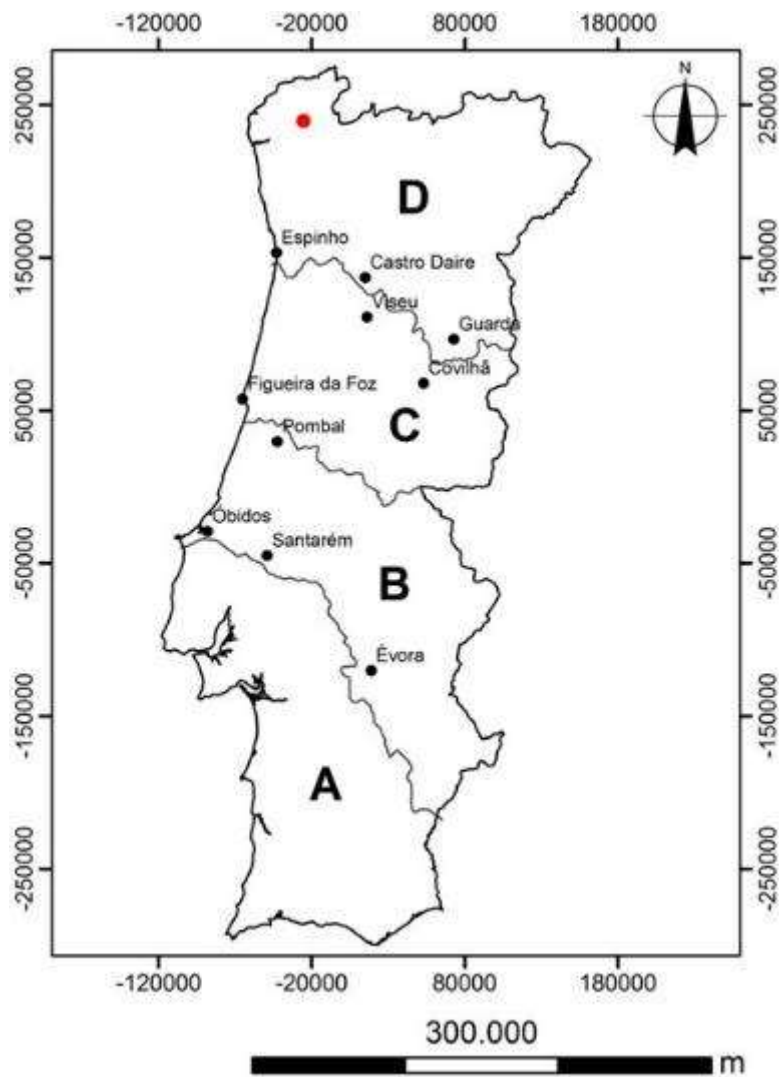 -120000 -20000 80000 180000
N
250000 250000
D
Espinho
150000 150000
Castro Daire
Viseu
Guarda
Covilhã
Figueira da Foz
50000 50000
C
Pombal
Óbidos
Santarém
-50000 -50000
B
Évora
-150000 -150000
A
-250000 -250000
-120000 -20000 80000 180000
300.000
m